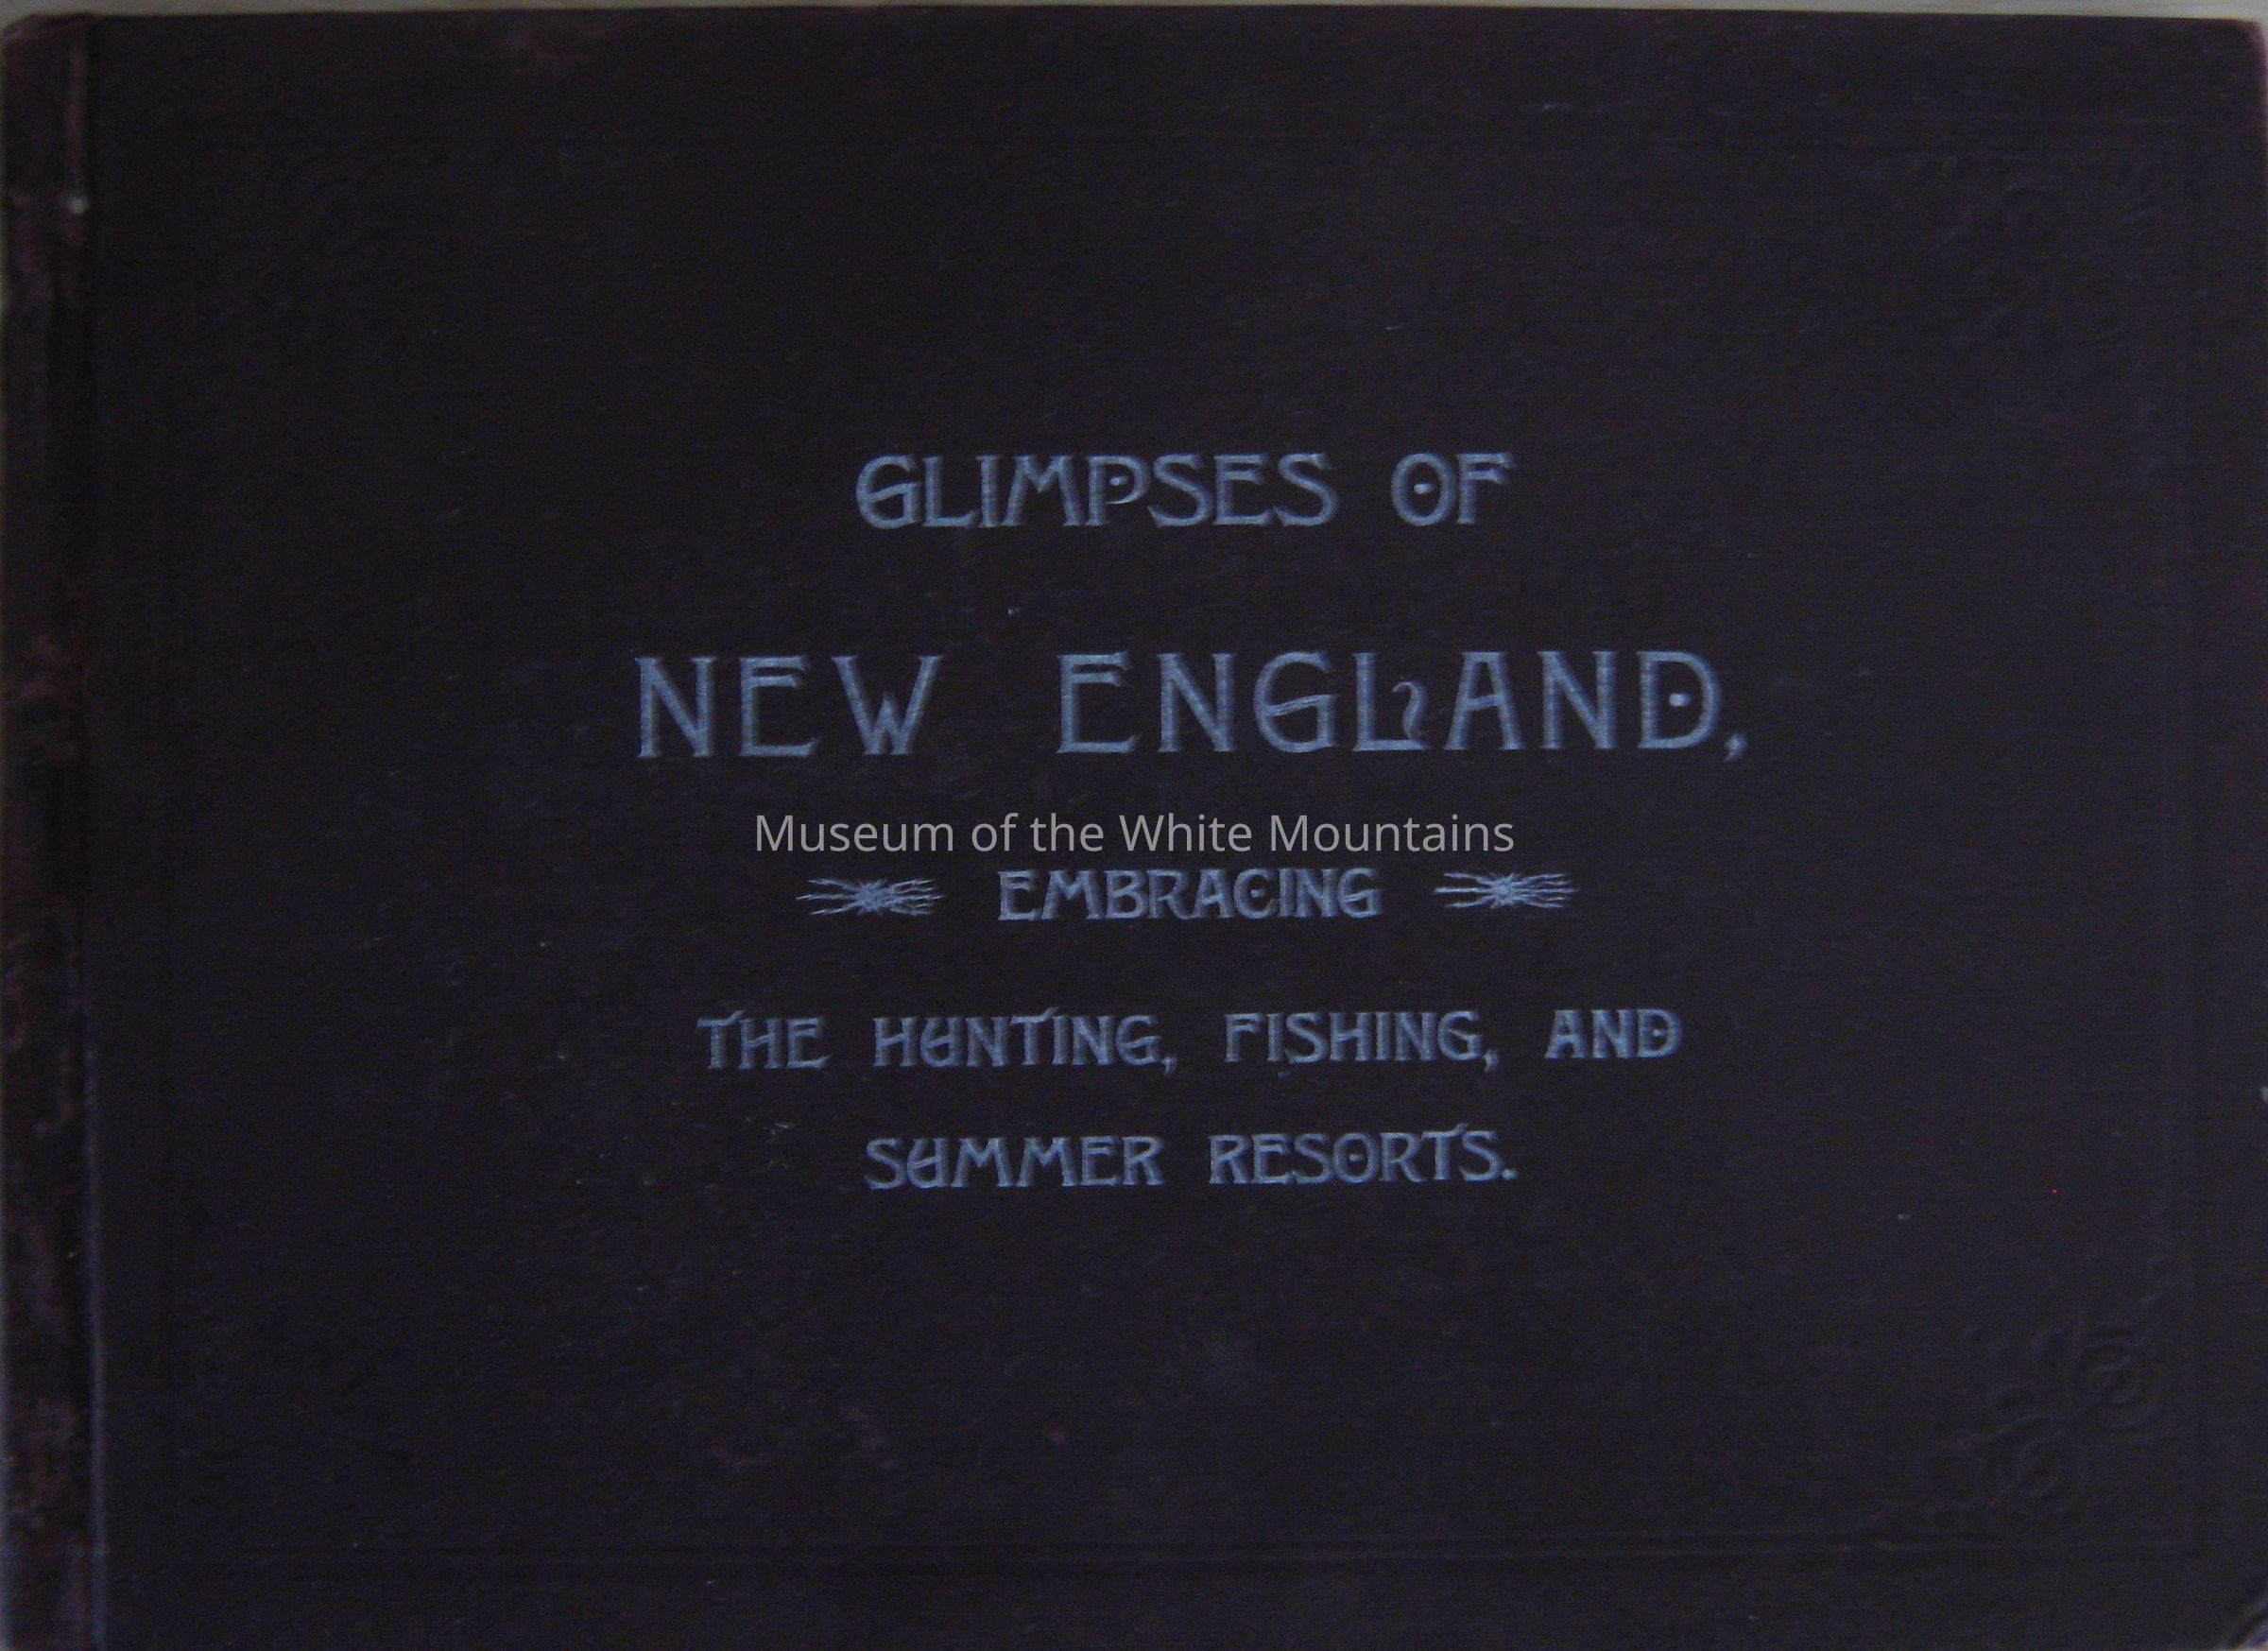 GLIMPSES OF
NEW ENGLAND,
Museum of the White Mountains
EMBRACING
THE HUNTING, FISHING, AND
SUMMER RESORTS.